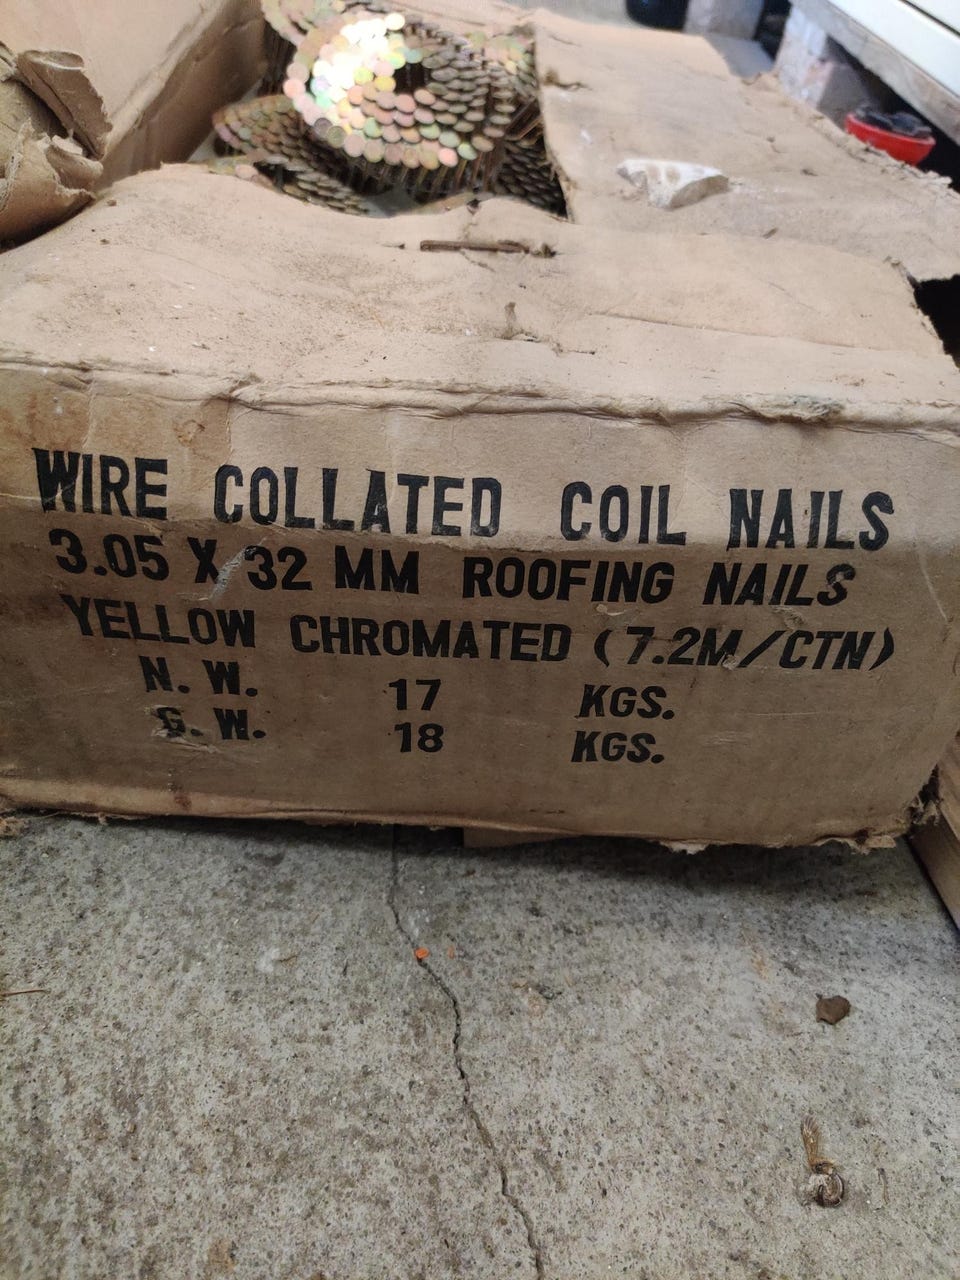 WIRE COLLATED COIL NAILS
3.05 X 32 MM ROOFING NAILS
YELLOW CHROMATED (7.2M/CTN)
N. W. 17 KGS.
G. W. 18 KGS.